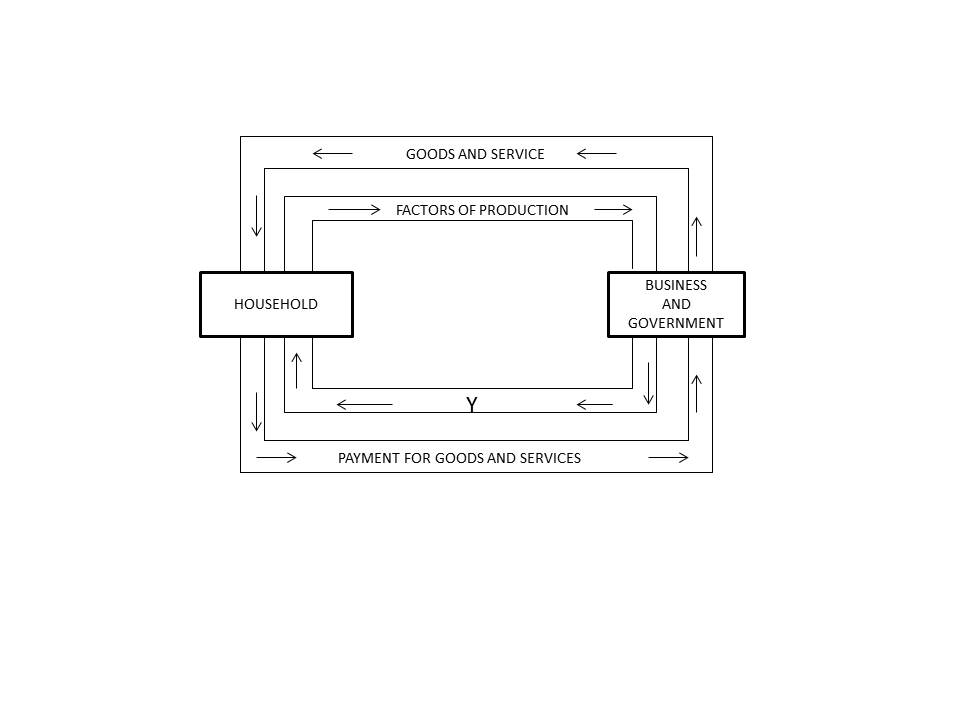 GOODS AND SERVICE
FACTORS OF PRODUCTION
HOUSEHOLD
BUSINESS
AND
GOVERNMENT
Y
PAYMENT FOR GOODS AND SERVICES